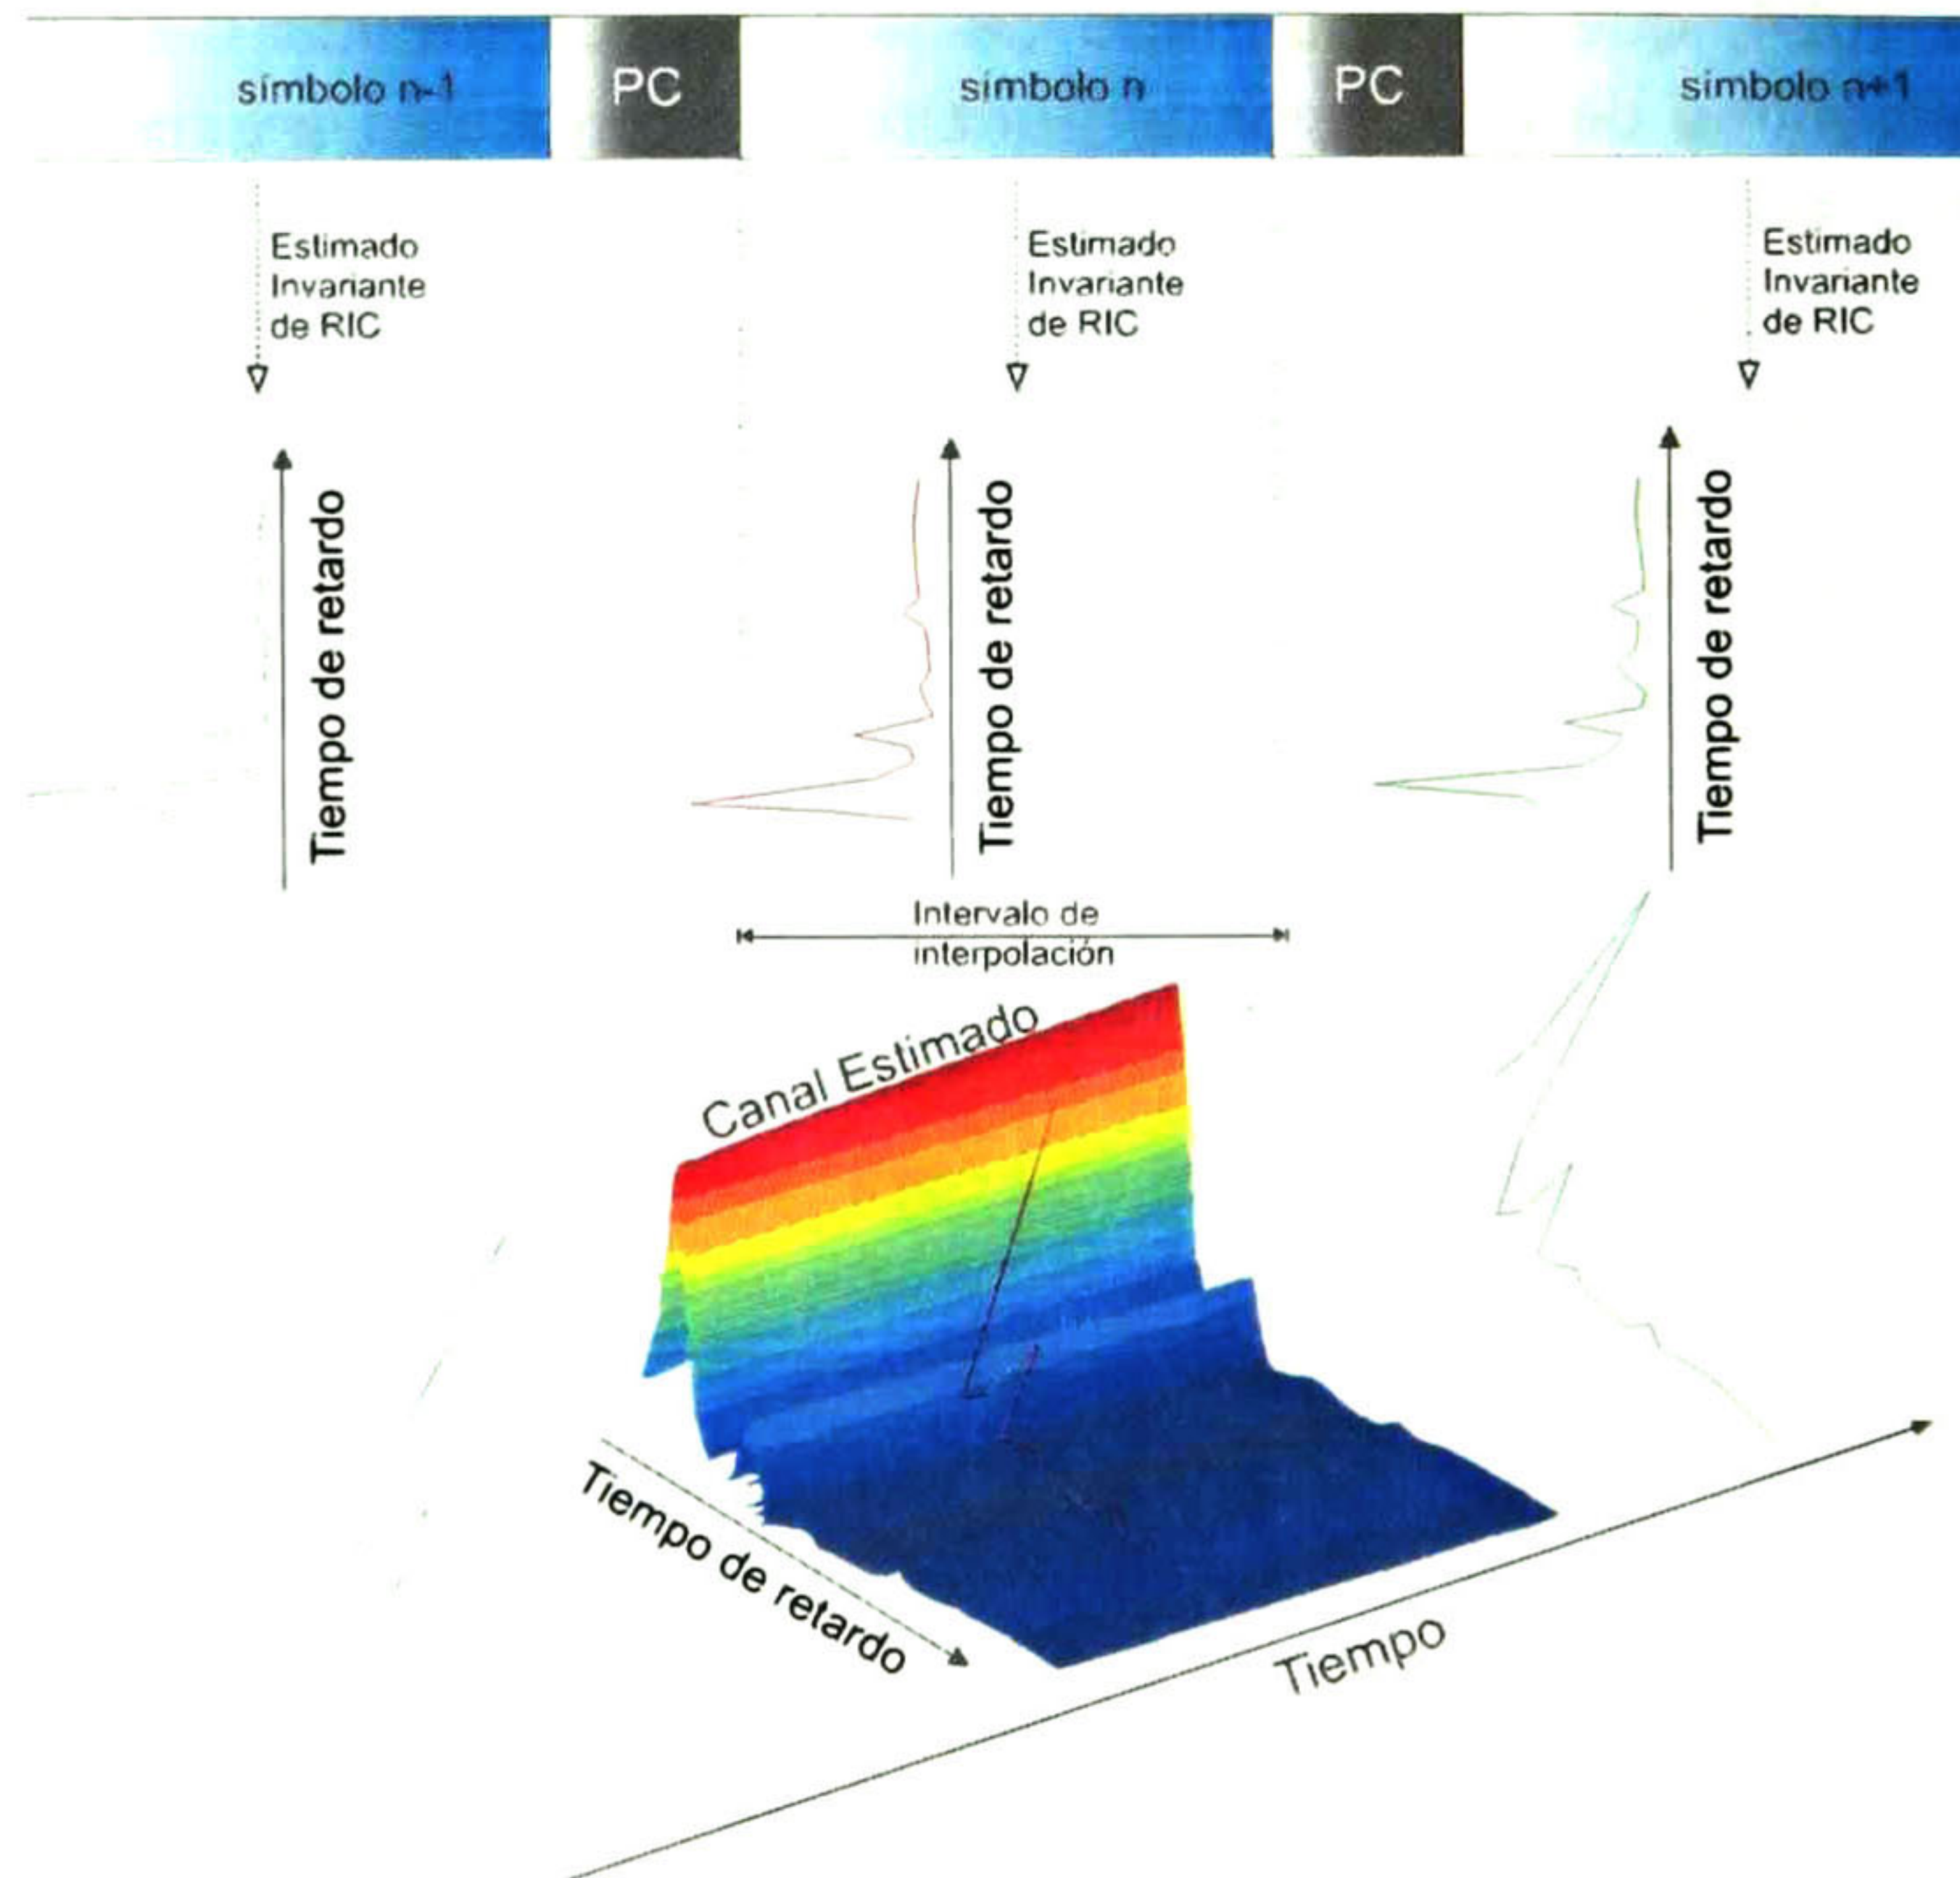 símbolo n-1
PC
símbolo n
PC
símbolo n+1
Estimado
Invariante
de RIC
Estimado
Invariante
de RIC
Estimado
Invariante
de RIC
Tiempo de retardo
Tiempo de retardo
Tiempo de retardo
Intervalo de
interpolación
Canal Estimado
Tiempo de retardo
Tiempo